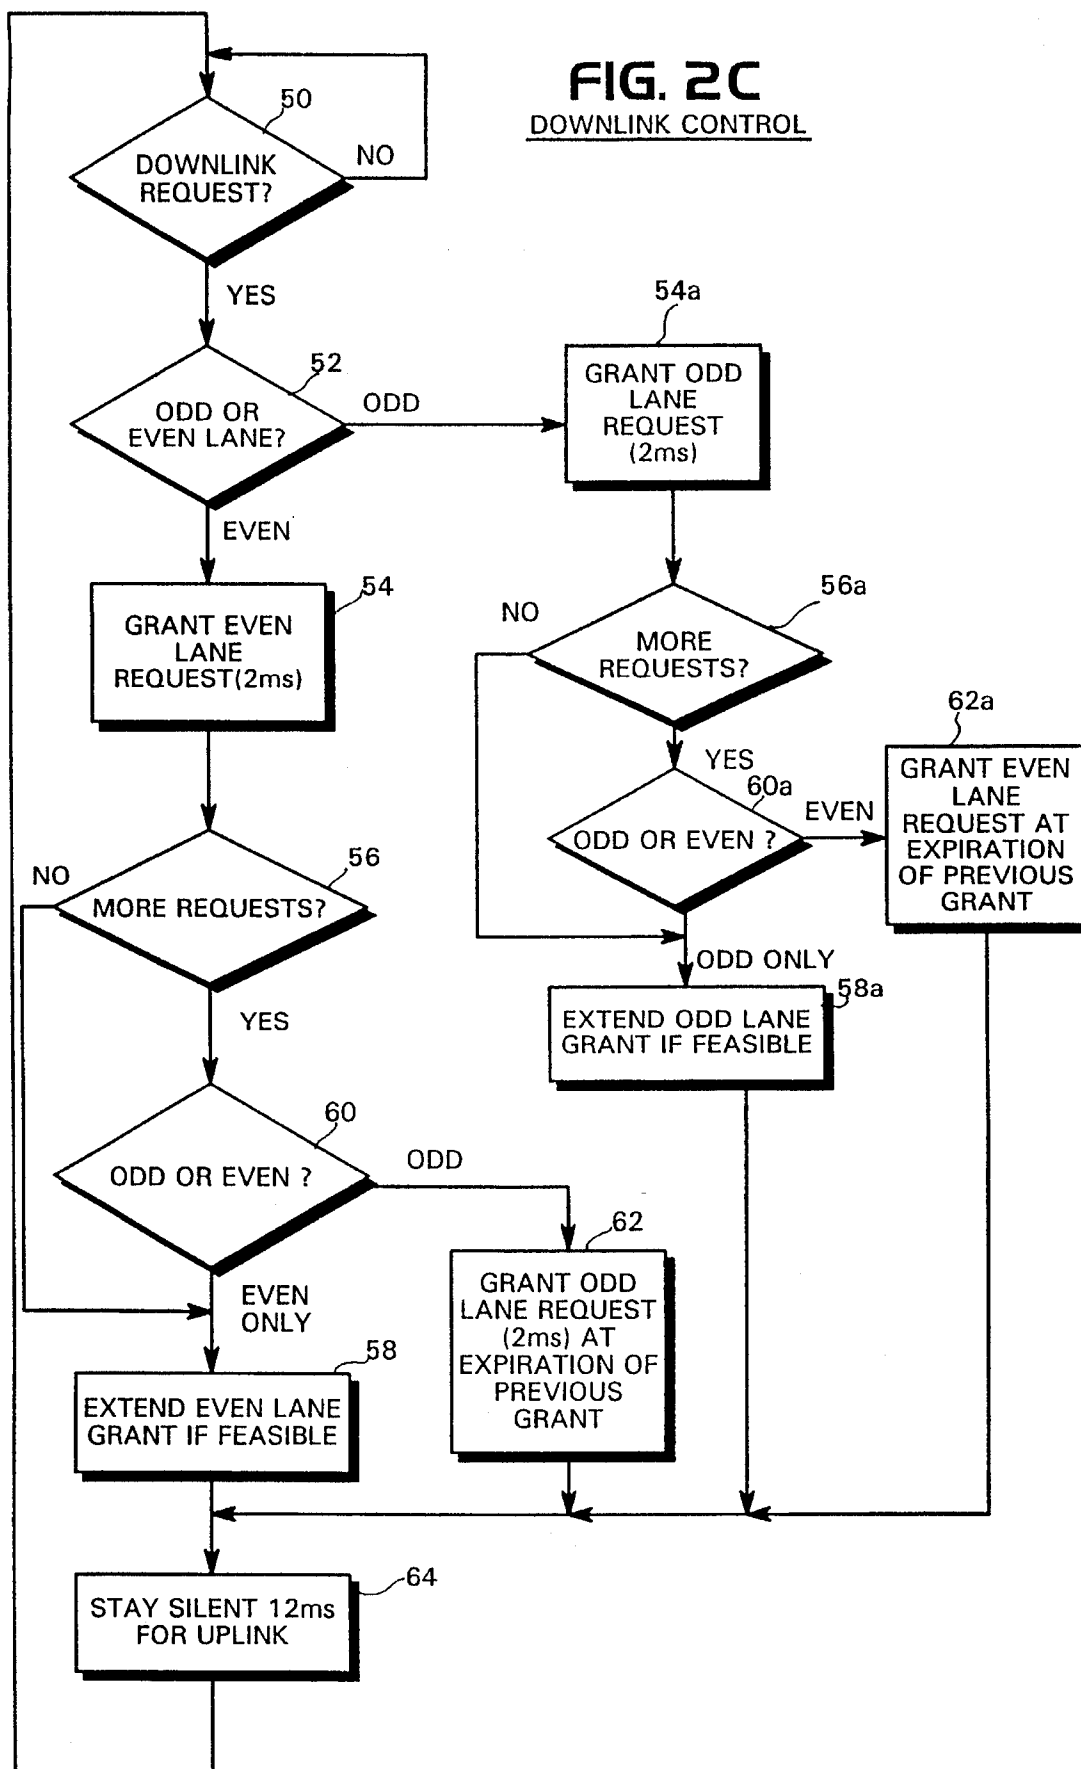 FIG. 2C
DOWNLINK CONTROL
50
DOWNLINK
REQUEST?
NO
YES
52
ODD OR
EVEN LANE?
ODD
EVEN
54a
GRANT ODD
LANE
REQUEST
(2ms)
54
GRANT EVEN
LANE
REQUEST(2ms)
56a
NO
MORE
REQUESTS?
YES
60a
ODD OR EVEN ?
EVEN
62a
GRANT EVEN
LANE
REQUEST AT
EXPIRATION
OF PREVIOUS
GRANT
ODD ONLY
58a
EXTEND ODD LANE
GRANT IF FEASIBLE
56
NO
MORE REQUESTS?
YES
60
ODD OR EVEN ?
ODD
EVEN
ONLY
62
GRANT ODD
LANE REQUEST
(2ms) AT
EXPIRATION OF
PREVIOUS
GRANT
58
EXTEND EVEN LANE
GRANT IF FEASIBLE
64
STAY SILENT 12ms
FOR UPLINK